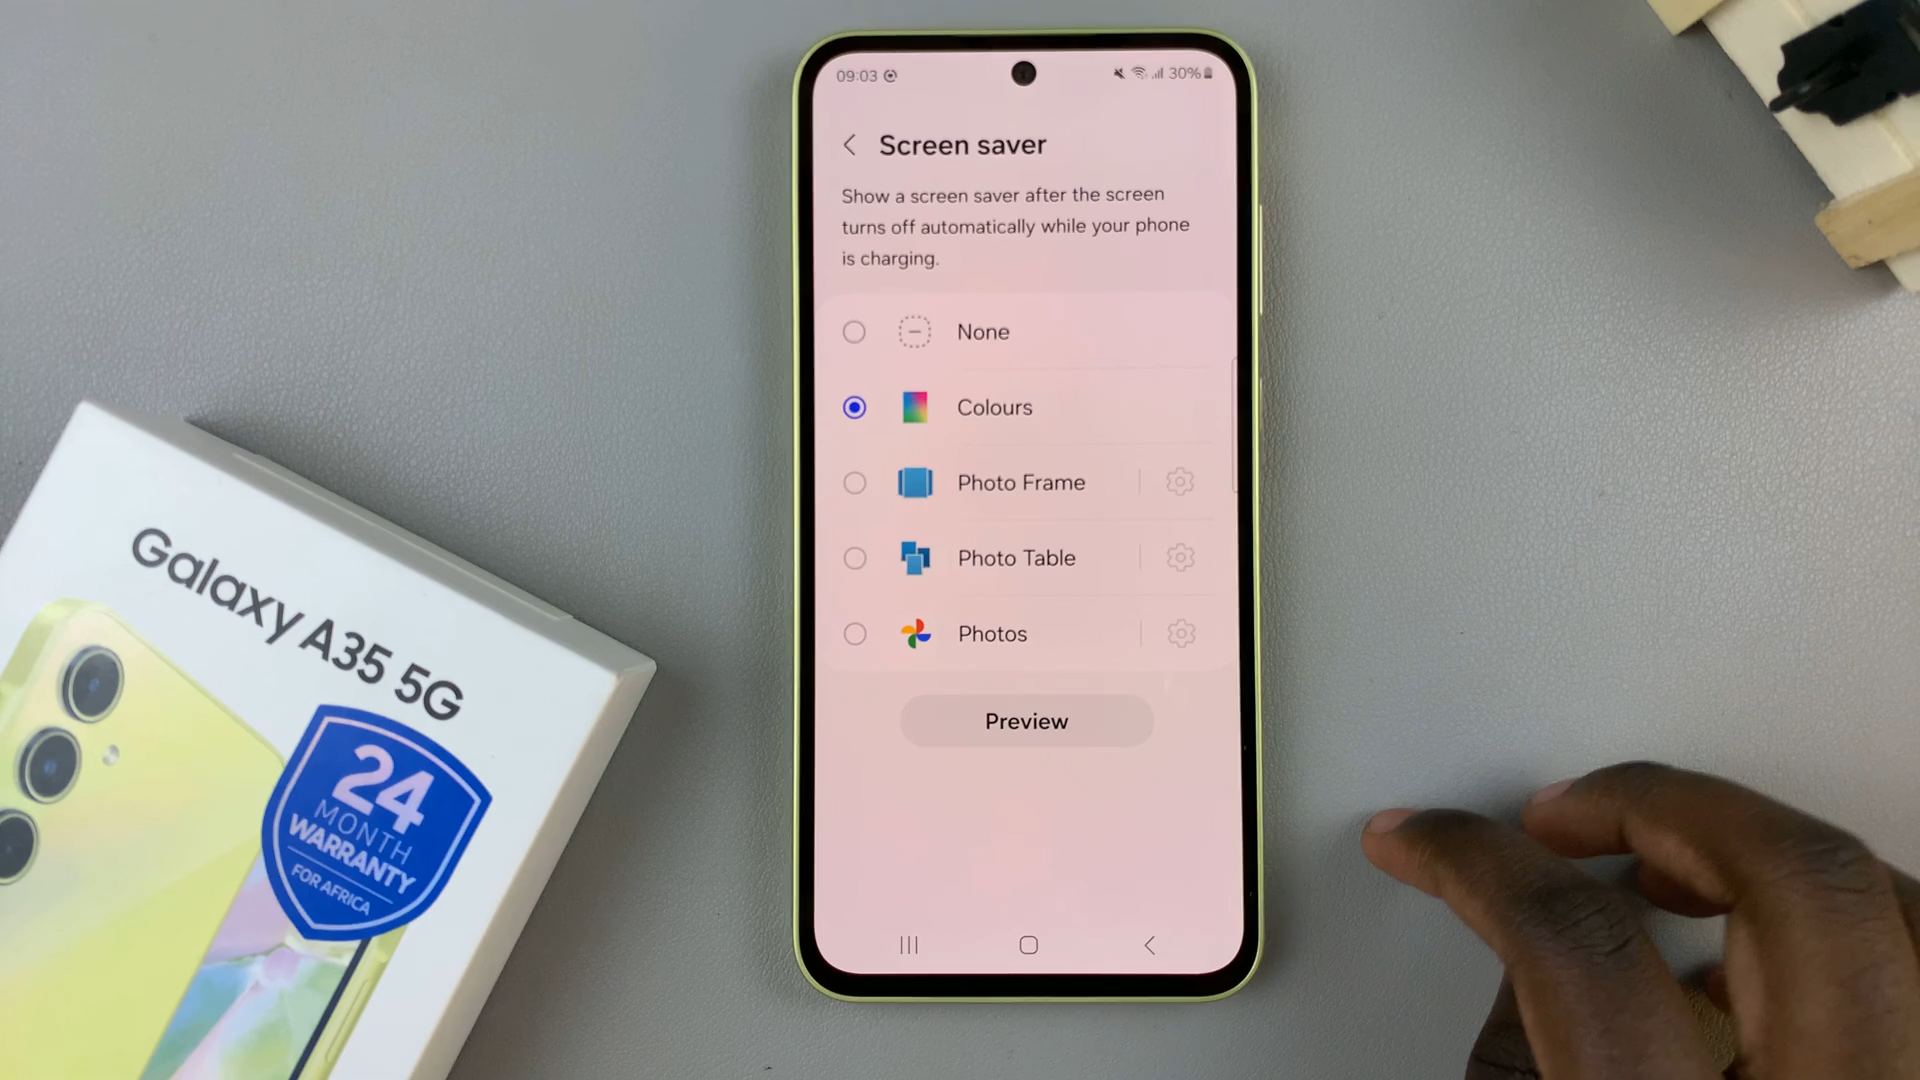 09:03
30%
Screen saver
Show a screen saver after the screen
turns off automatically while your phone
is charging.
None
Colours
Photo Frame
Photo Table
Photos
Preview
Galaxy A35 5G
24
MONTH
WARRANTY
FOR AFRICA